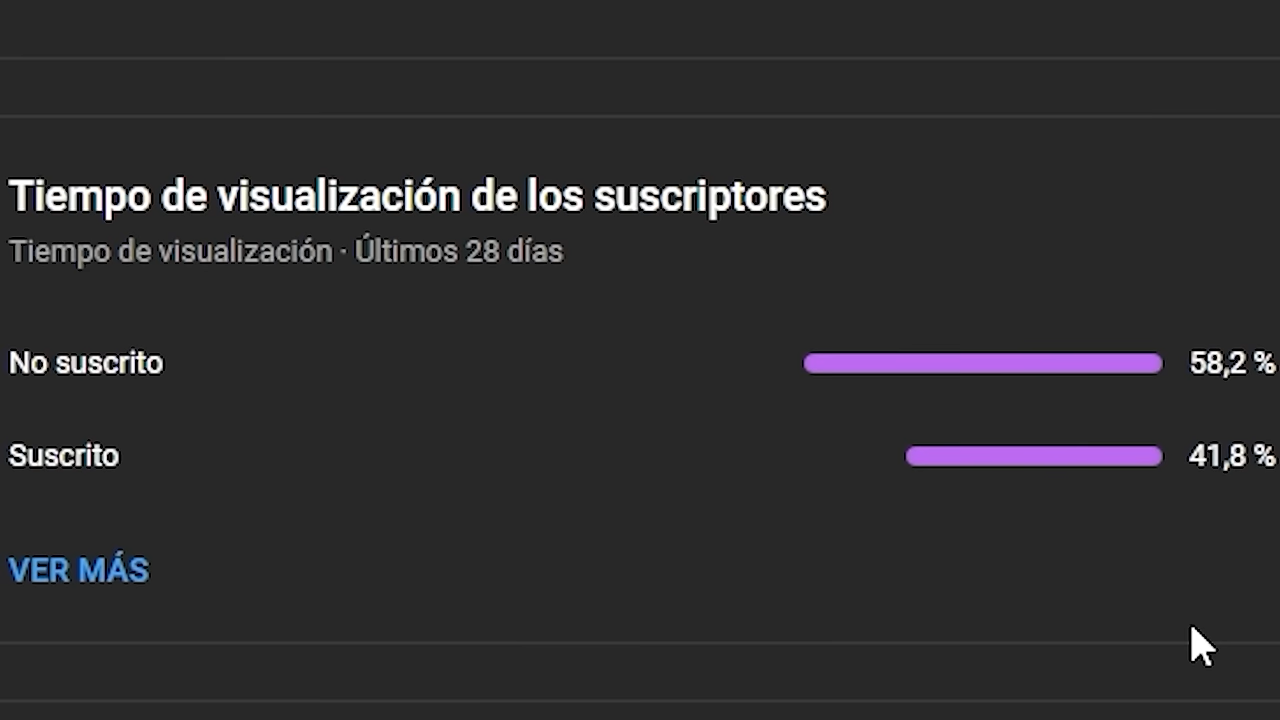 Tiempo de visualización de los suscriptores
Tiempo de visualización · Últimos 28 días
No suscrito 58,2 %
Suscrito 41,8 %
VER MÁS